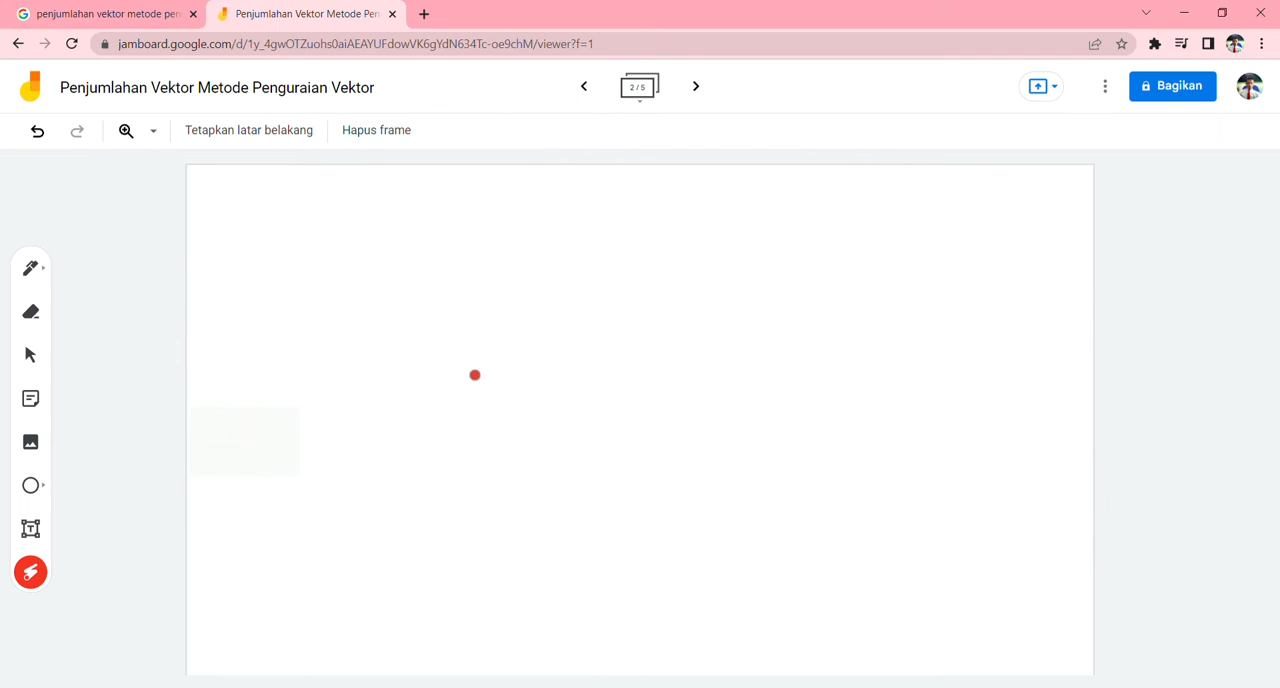 penjumlahan vektor metode pen
Penjumlahan Vektor Metode Pen
jamboard.google.com/d/1y_4gwOTZuohs0aiAEAYUFdowVK6gYdN634Tc-oe9chM/viewer?f=1
Penjumlahan Vektor Metode Penguraian Vektor
2 / 5
Bagikan
Tetapkan latar belakang
Hapus frame